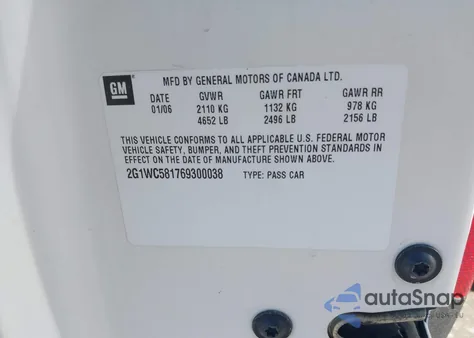 GM
MFD BY GENERAL MOTORS OF CANADA LTD.
DATE GVWR GAWR FRT GAWR RR
01/06 2110 KG 1132 KG 978 KG
4652 LB 2496 LB 2156 LB
THIS VEHICLE CONFORMS TO ALL APPLICABLE U.S. FEDERAL MOTOR
VEHICLE SAFETY, BUMPER, AND THEFT PREVENTION STANDARDS IN
EFFECT ON THE DATE OF MANUFACTURE SHOWN ABOVE.
2G1WC581769300038 TYPE: PASS CAR
autoSnap